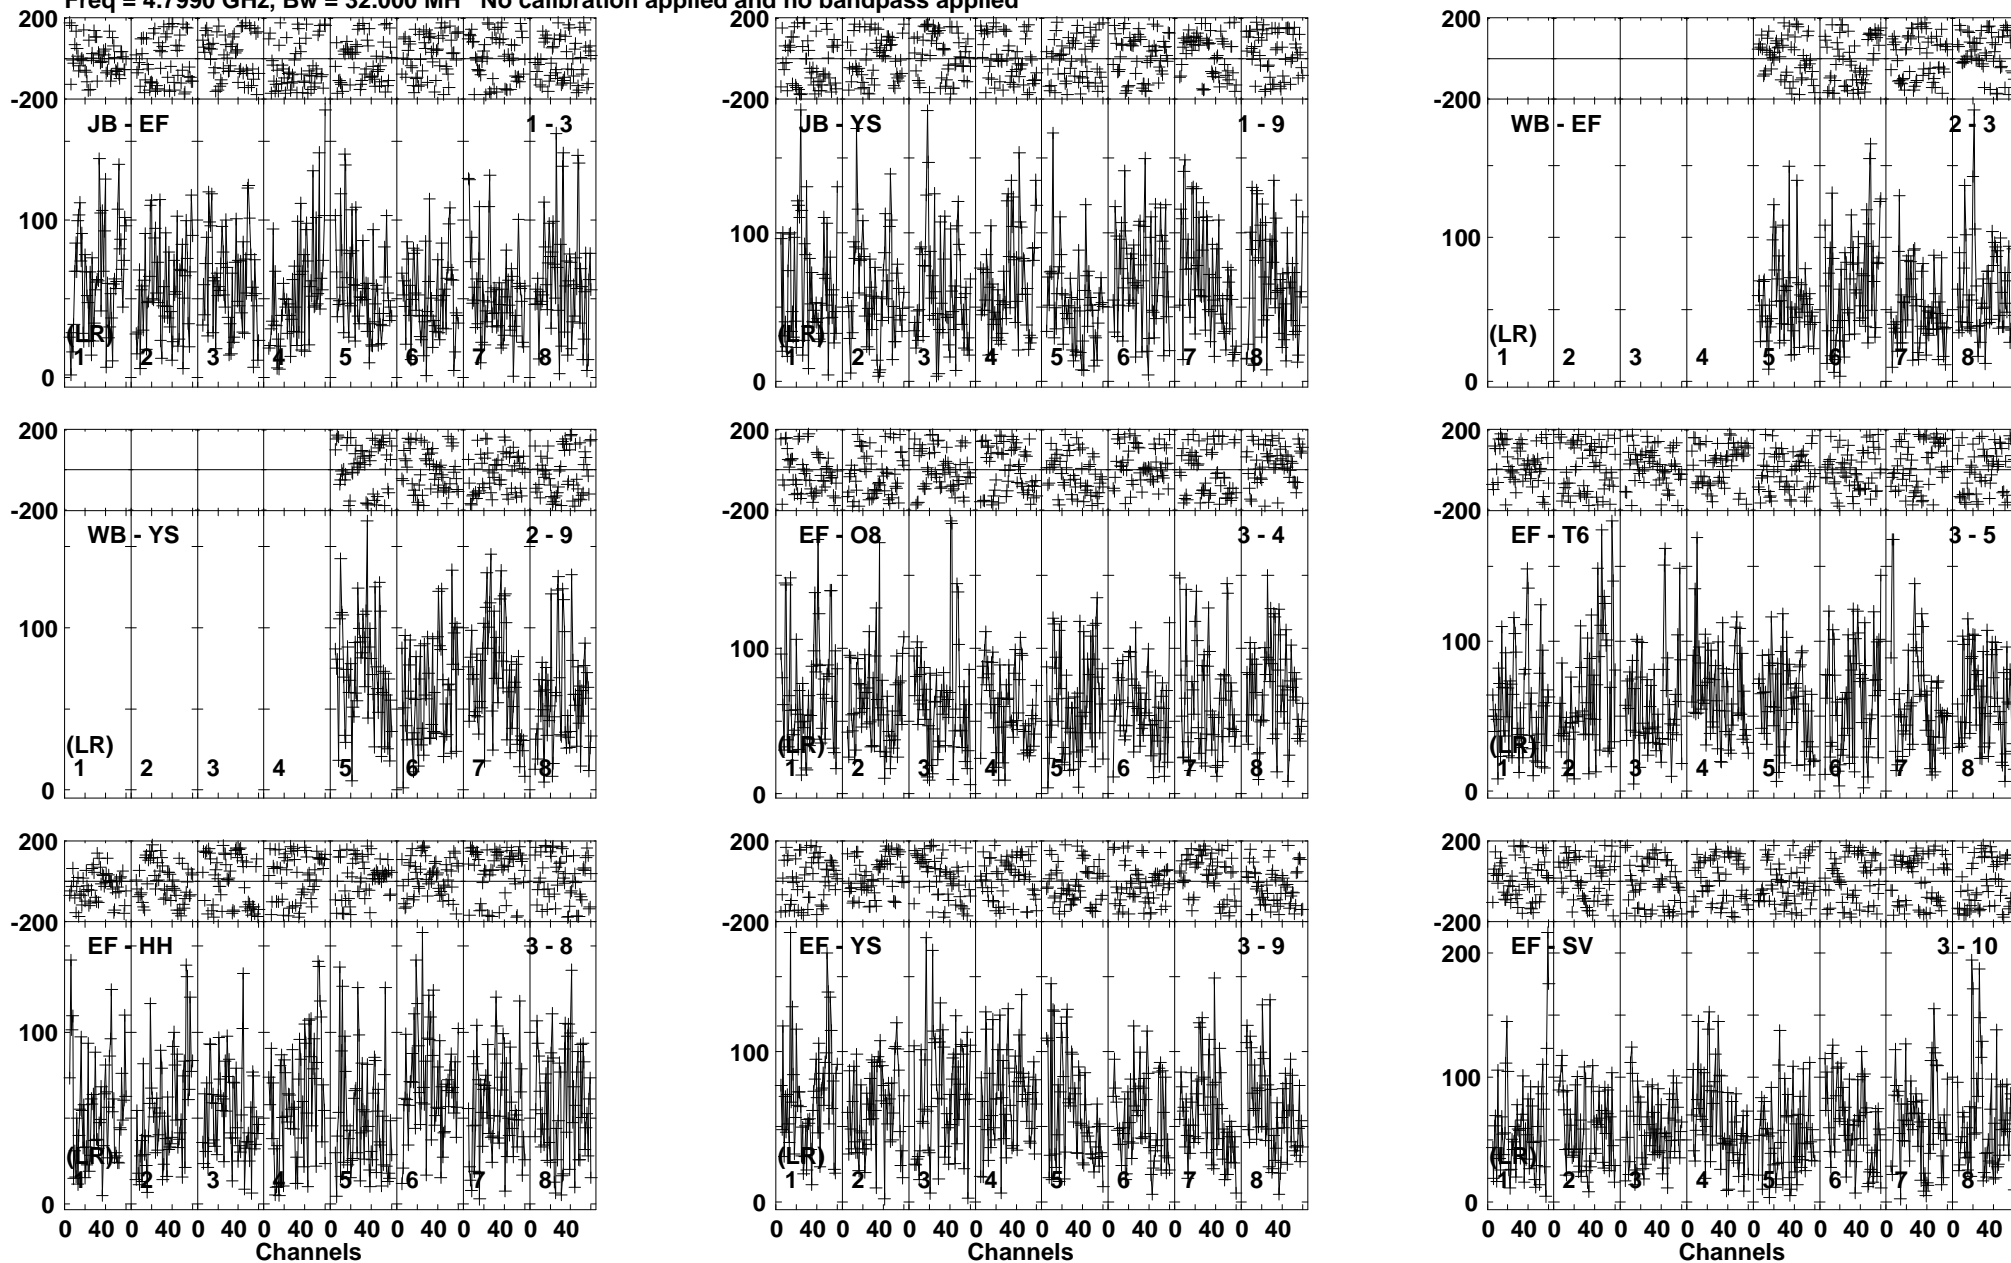 Freq = 4.7990 GHz, Bw = 32.000 MH No calibration applied and no bandpass applied
200 200 200
-200 -200 -200
JB - EF 1 - 3 JB - YS 1 - 9 WB - EF 2 - 3
100 100 100
(LR) (LR) (LR)
1 2 3 4 5 6 7 8 1 2 3 4 5 6 7 8 1 2 3 4 5 6 7 8
0 0 0
200 200 200
-200 -200 -200
WB - YS 2 - 9 EF - O8 3 - 4 EF - T6 3 - 5
100 100 100
(LR) (LR) (LR)
1 2 3 4 5 6 7 8 1 2 3 4 5 6 7 8 1 2 3 4 5 6 7 8
0 0 0
200 200 200
-200 -200 -200
EF - HH 3 - 8 EF - YS 3 - 9 EF - SV 3 - 10
200
100 100 100
(LR) (LR) (LR)
1 2 3 4 5 6 7 8 1 2 3 4 5 6 7 8 1 2 3 4 5 6 7 8
0 0 0
0 40 0 40 0 40 0 40 0 40 0 40 0 40 0 40 0 40 0 40 0 40 0 40 0 40 0 40 0 40 0 40 0 40 0 40 0 40 0 40 0 40 0 40 0 40 0 40
Channels Channels Channels